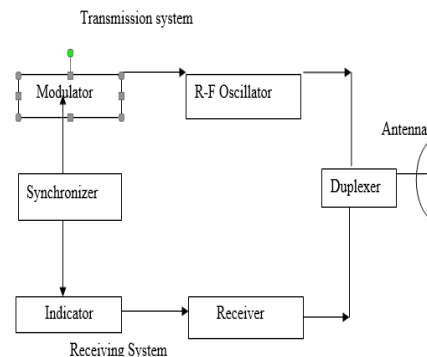 Transmission system
Modulator
R-F Oscillator
Antenna
Synchronizer
Duplexer
Indicator
Receiver
Receiving System